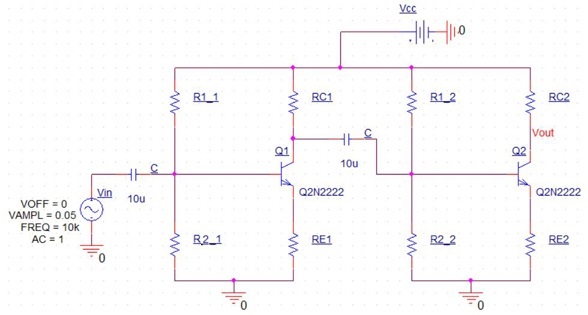 Vcc
0
R1_1
RC1
R1_2
RC2
C
Q1
C
Vout
Q2
10u
Vin
10u
Q2N2222
Q2N2222
VOFF = 0
VAMPL = 0.05
FREQ = 10k
AC = 1
R2_1
RE1
R2_2
RE2
0
0
0